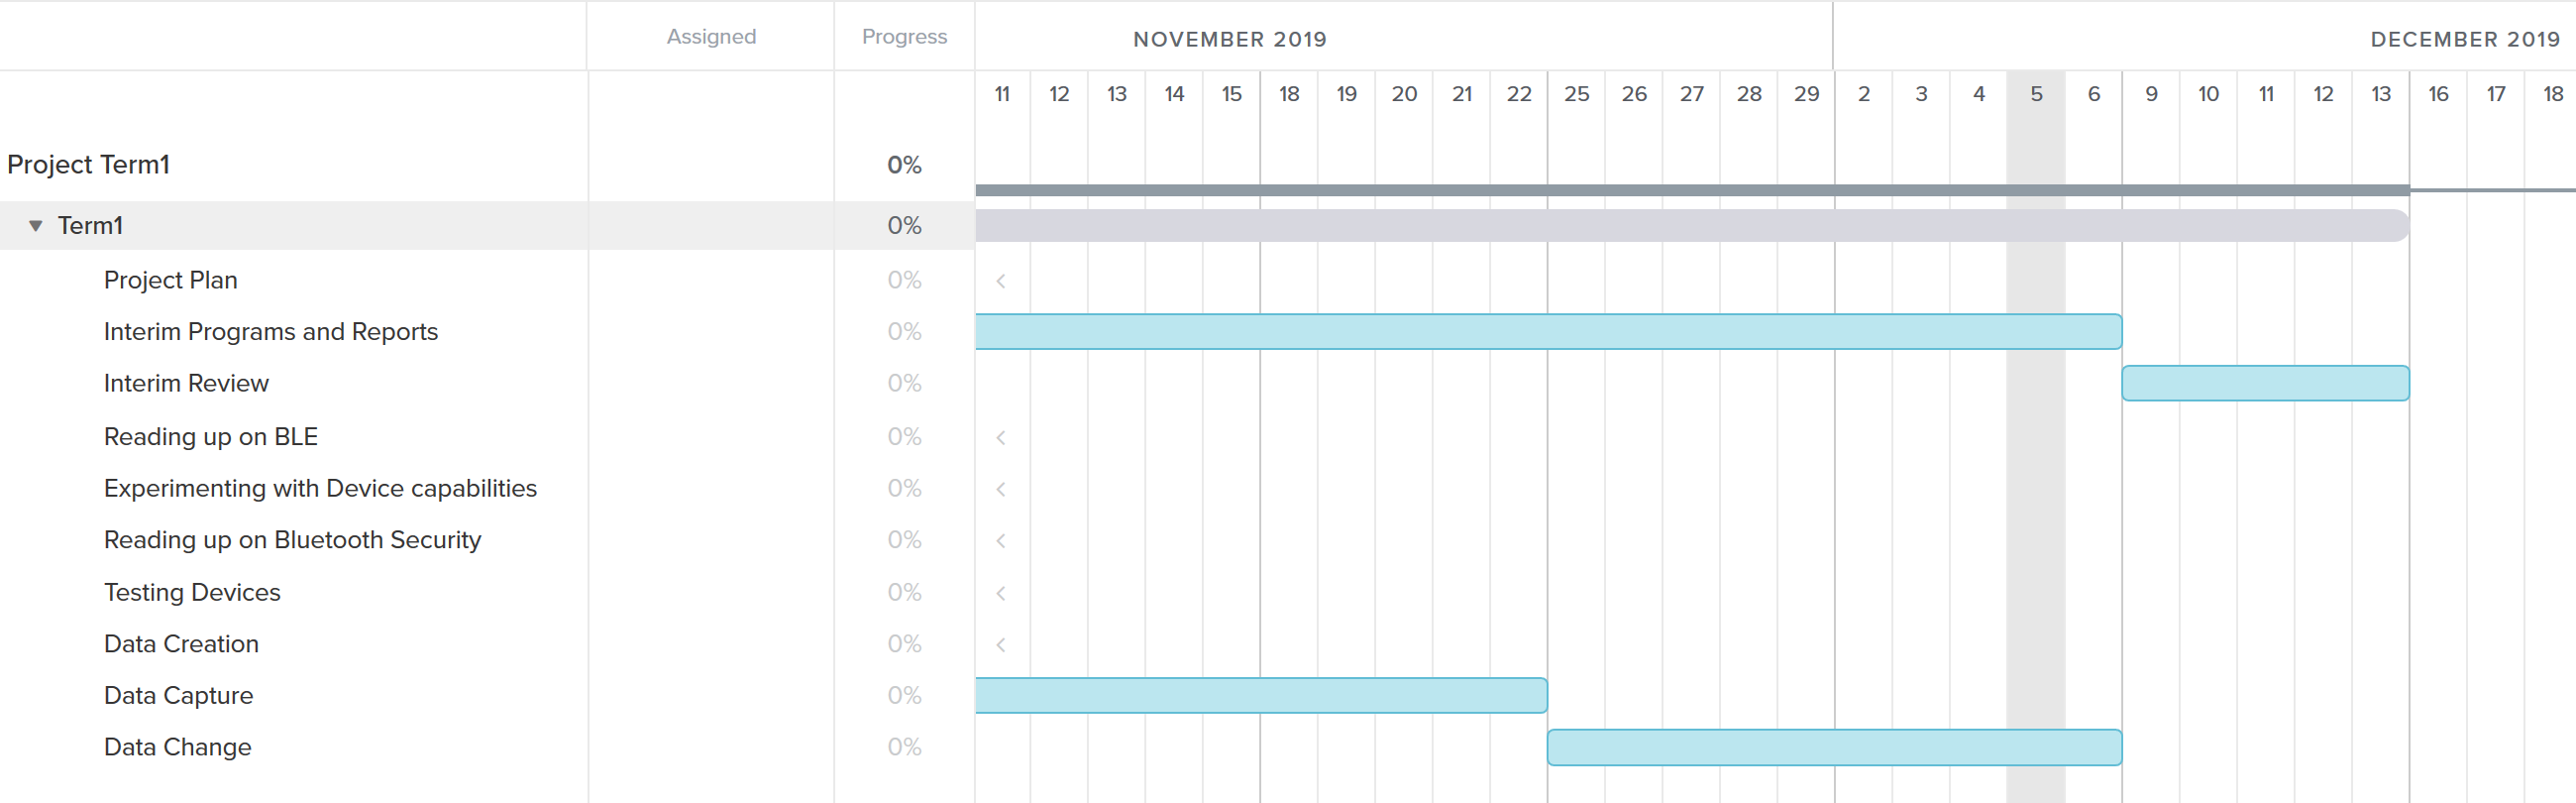 Assigned Progress NOVEMBER 2019 DECEMBER 2019
11 12 13 14 15 18 19 20 21 22 25 26 27 28 29 2 3 4 5 6 9 10 11 12 13 16 17 18
Project Term1 0%
Term1 0%
Project Plan 0%
Interim Programs and Reports 0%
Interim Review 0%
Reading up on BLE 0%
Experimenting with Device capabilities 0%
Reading up on Bluetooth Security 0%
Testing Devices 0%
Data Creation 0%
Data Capture 0%
Data Change 0%